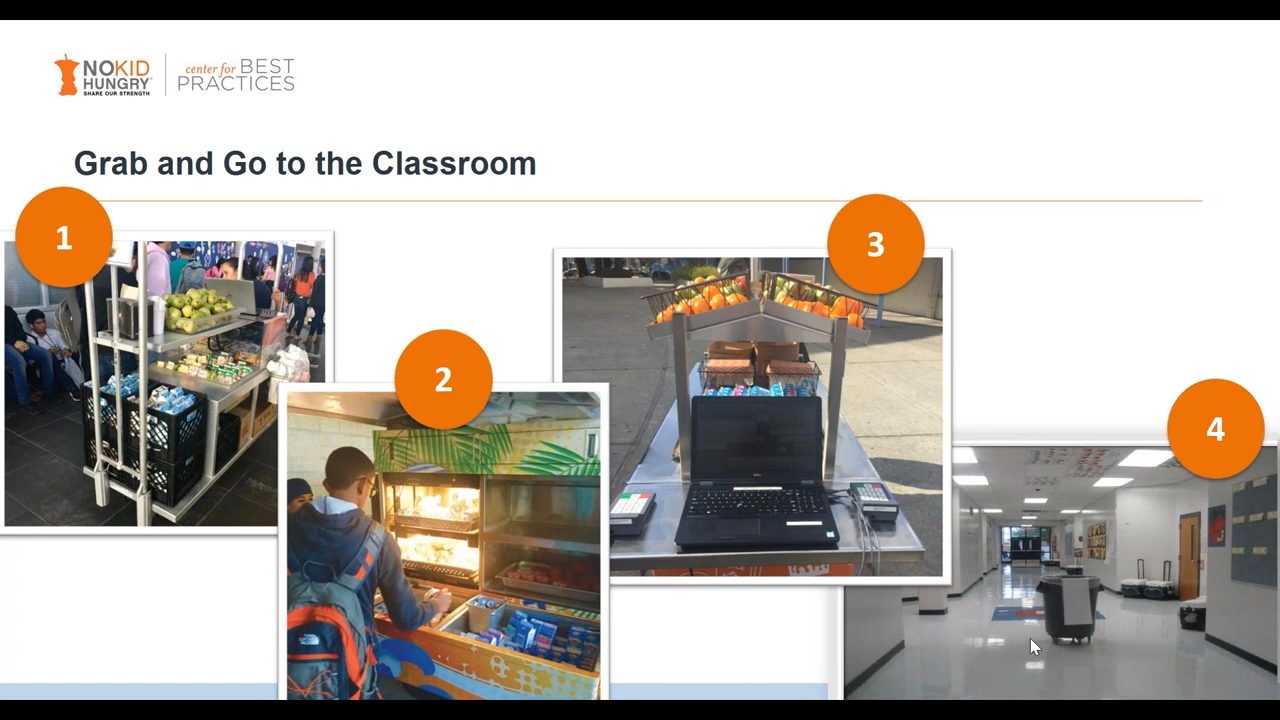 NOKID
HUNGRY
SHARE OUR STRENGTH
center for BEST
PRACTICES
Grab and Go to the Classroom
1
2
3
4